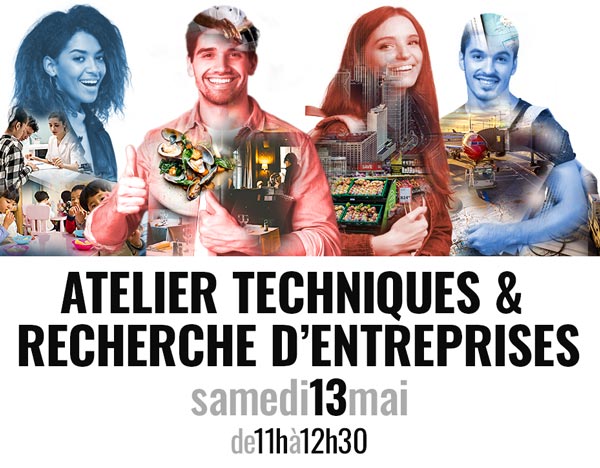 ATELIER TECHNIQUES &
RECHERCHE D'ENTREPRISES
samedi13mai
de11hà12h30